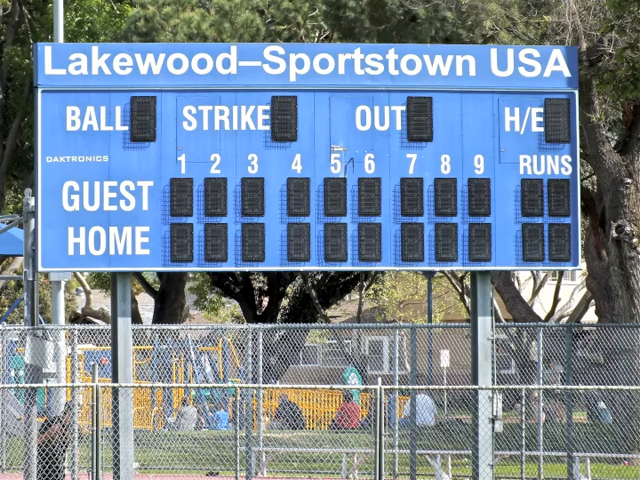 Lakewood–Sportstown USA
BALL STRIKE OUT H/E
DAKTRONICS 1 2 3 4 5 6 7 8 9 RUNS
GUEST
HOME